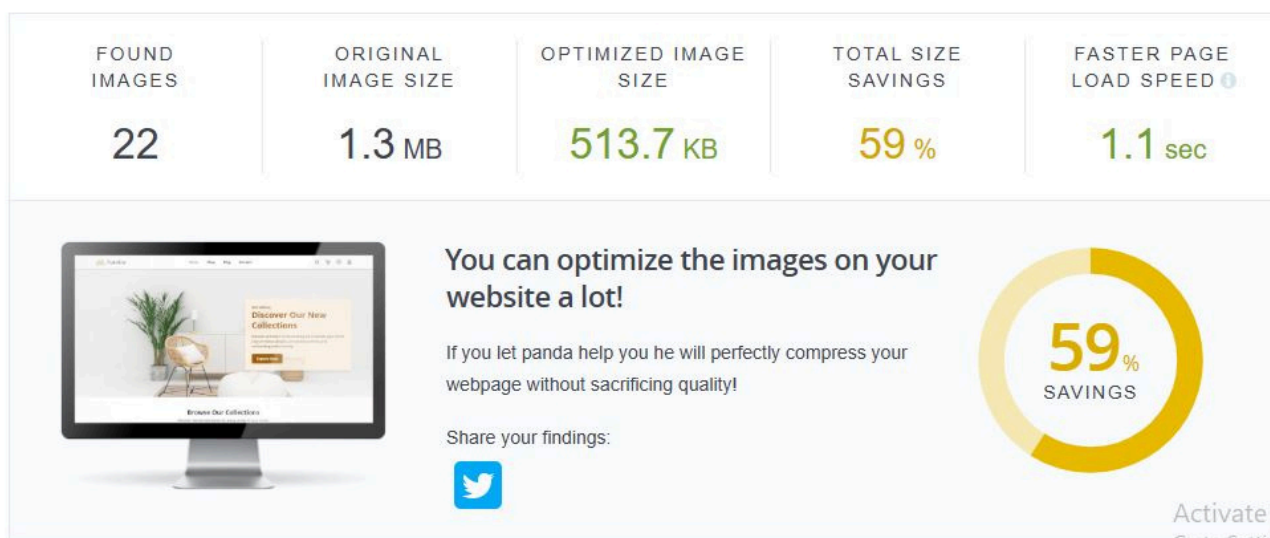 FOUND
IMAGES
22
ORIGINAL
IMAGE SIZE
1.3 MB
OPTIMIZED IMAGE
SIZE
513.7 KB
TOTAL SIZE
SAVINGS
59 %
FASTER PAGE
LOAD SPEED
1.1 sec
Discover Our New
Collections
Browse Our Collections
You can optimize the images on your
website a lot!
If you let panda help you he will perfectly compress your
webpage without sacrificing quality!
Share your findings:
59%
SAVINGS
Activate